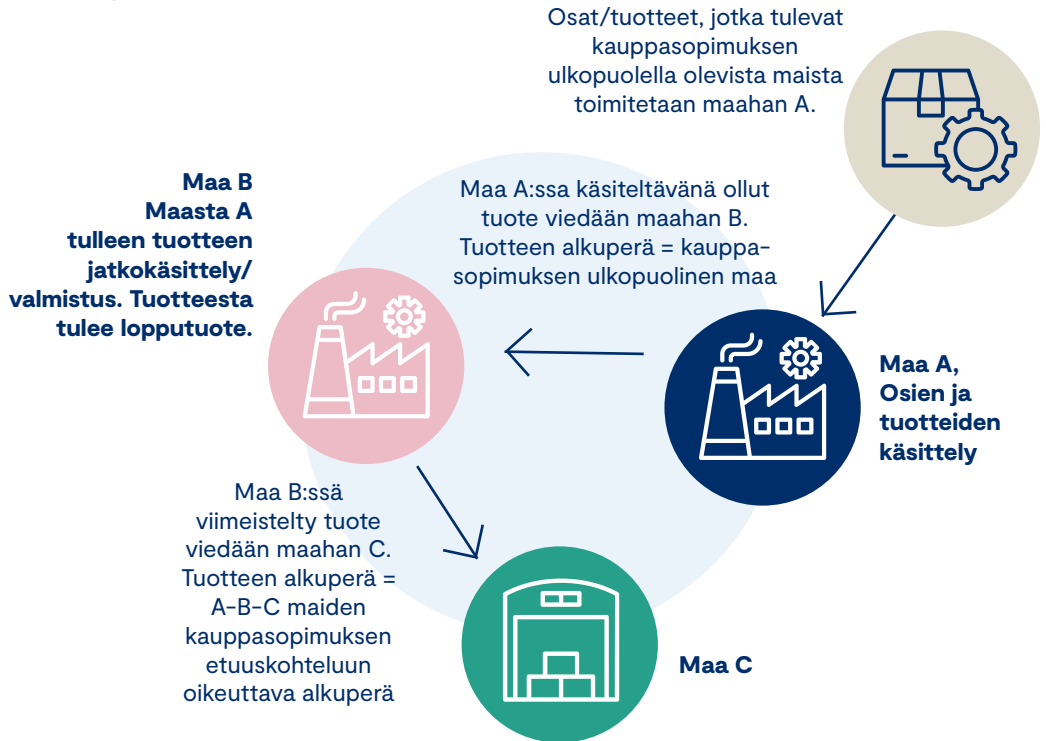 Osat/tuotteet, jotka tulevat
kauppasopimuksen
ulkopuolella olevista maista
toimitetaan maahan A.
Maa A:ssa käsiteltävänä ollut
tuote viedään maahan B.
Tuotteen alkuperä = kauppa-
sopimuksen ulkopuolinen maa
Maa B
Maasta A
tulleen tuotteen
jatkokäsittely/
valmistus. Tuotteesta
tulee lopputuote.
Maa A,
Osien ja
tuotteiden
käsittely
Maa B:ssä
viimeistelty tuote
viedään maahan C.
Tuotteen alkuperä =
A-B-C maiden
kauppasopimuksen
etuuskohteluun
oikeuttava alkuperä
Maa C